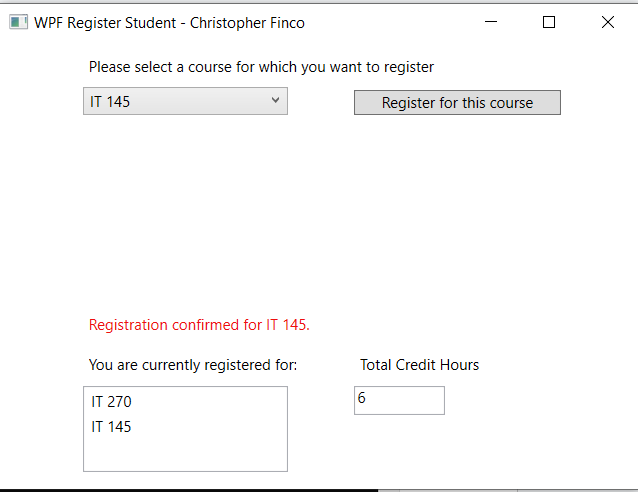 WPF Register Student - Christopher Finco
Please select a course for which you want to register
IT 145
Register for this course
Registration confirmed for IT 145.
You are currently registered for:
Total Credit Hours
IT 270
6
IT 145